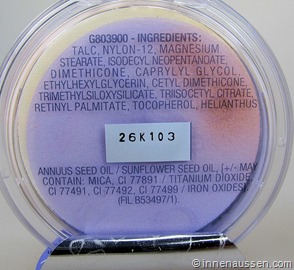 G803900 - INGREDIENTS:
TALC, NYLON-12, MAGNESIUM
STEARATE, ISODECYL NEOPENTANOATE,
DIMETHICONE, CAPRYLYL GLYCOL,
ETHYLHEXYLGLYCERIN, CETYL DIMETHICONE,
TRIMETHYLSILOXYSILICATE, TRIISOCETYL CITRATE,
RETINYL PALMITATE, TOCOPHEROL, HELIANTHUS
26K103
ANNUUS SEED OIL / SUNFLOWER SEED OIL, [+/- MAY
CONTAIN: MICA, CI 77891 / TITANIUM DIOXIDE,
CI 77491, CI 77492, CI 77499 / IRON OXIDES].
(FIL B53497/1).
©innenaussen.com